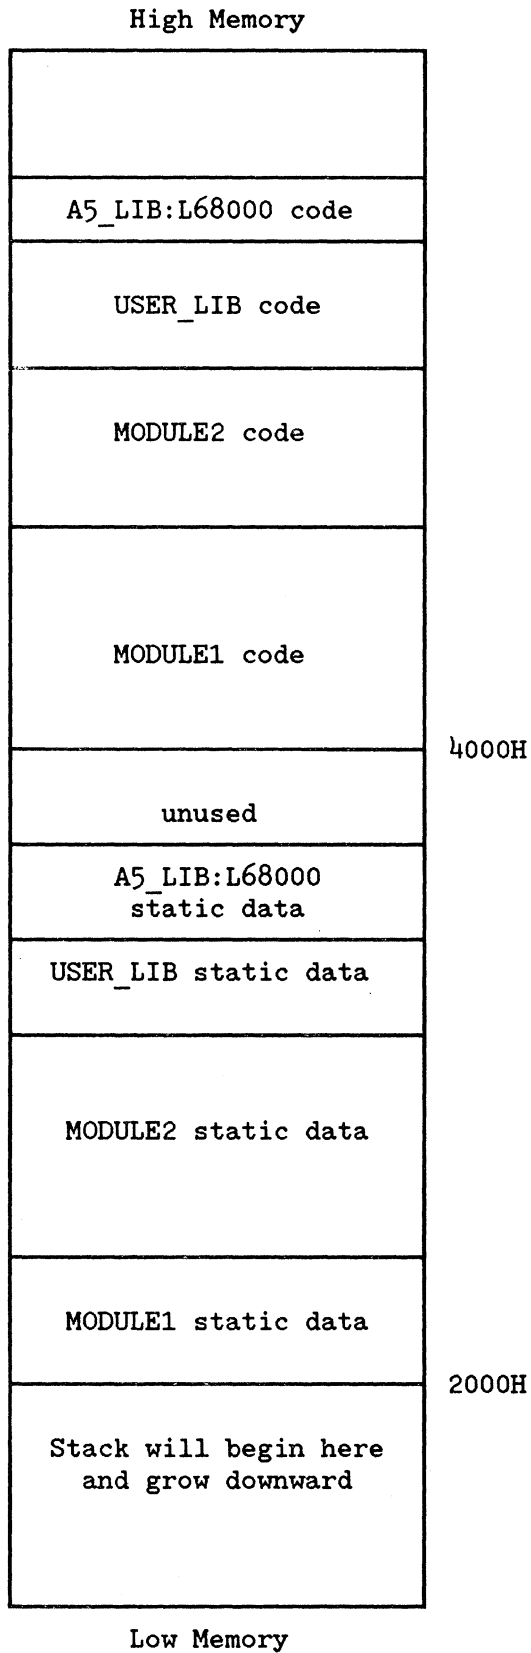 High Memory
A5_LIB:L68000 code
USER_LIB code
MODULE2 code
MODULE1 code
4000H
unused
A5_LIB:L68000
static data
USER_LIB static data
MODULE2 static data
MODULE1 static data
2000H
Stack will begin here
and grow downward
Low Memory